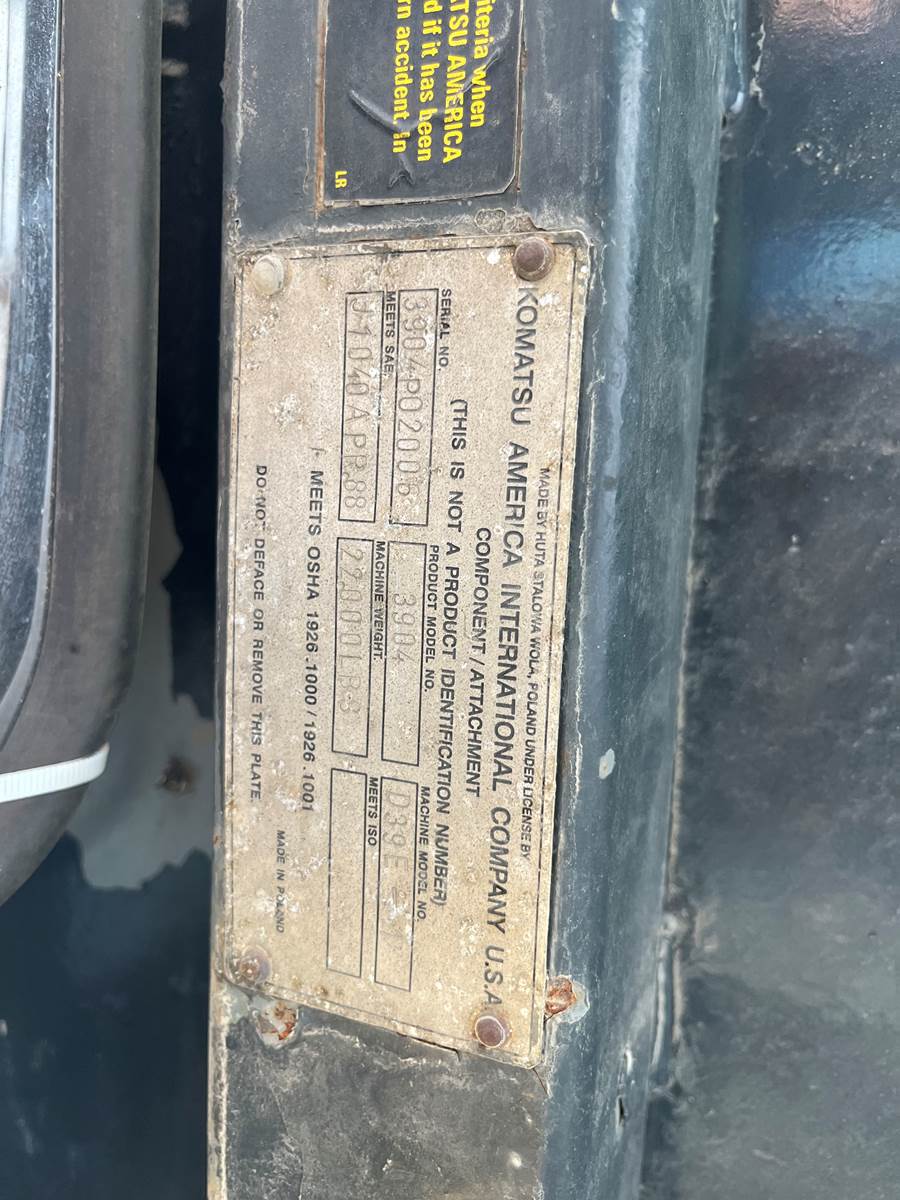 iteria when
ATSU AMERICA
d if it has been
rn accident. In
LR
MADE BY HUTA STALOWA WOLA, POLAND UNDER LICENSE BY
KOMATSU AMERICA INTERNATIONAL COMPANY U.S.A
COMPONENT / ATTACHMENT
(THIS IS NOT A PRODUCT IDENTIFICATION NUMBER)
SERIAL NO. PRODUCT MODEL NO. MACHINE MODEL NO.
3904 D39E
MEETS SAE: MACHINE WEIGHT. MEETS ISO
J1040APR88
MEETS OSHA 1926.1000/1926.1001
MADE IN POLAND
DO NOT DEFACE OR REMOVE THIS PLATE